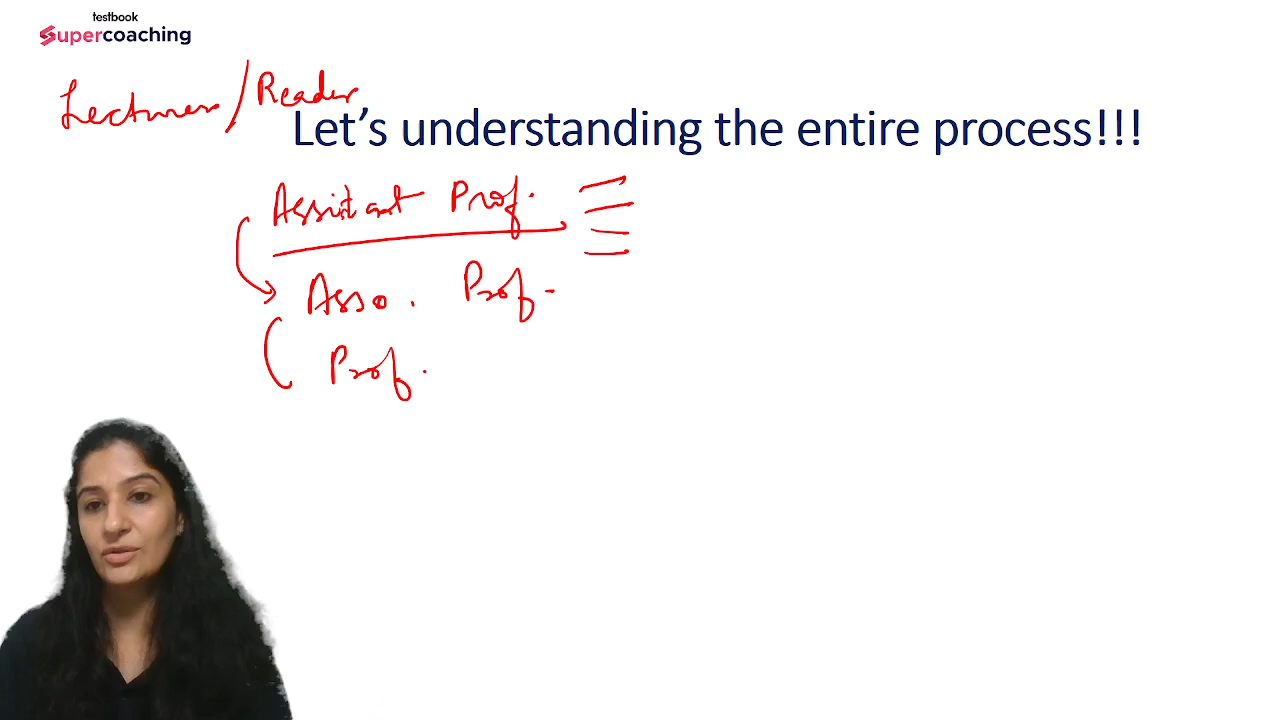 testbook
Supercoaching
Lecturer/Reader
Let's understanding the entire process!!!
Assistant Prof.
Asso. Prof.
Prof.